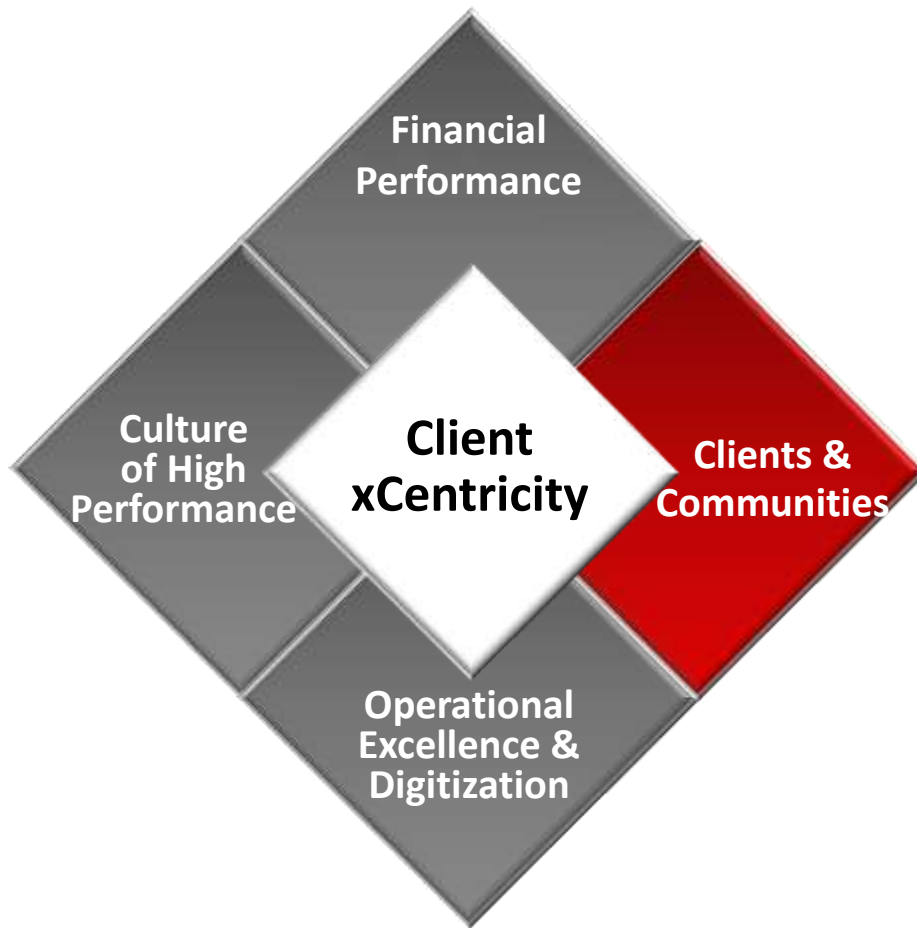 Financial
Performance
Culture
of High
Performance
Client
xCentricity
Clients &
Communities
Operational
Excellence &
Digitization